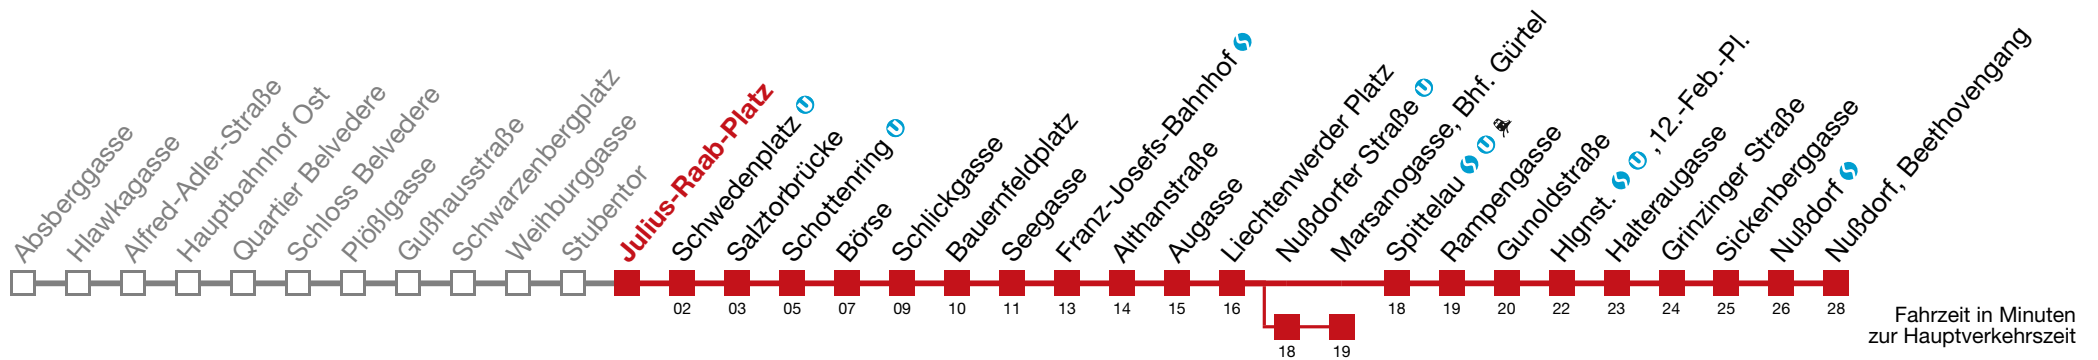 Absberggasse
Hlawkagasse
Alfred-Adler-Straße
Hauptbahnhof Ost
Quartier Belvedere
Schloss Belvedere
Plößlgasse
Gußhausstraße
Schwarzenbergplatz
Weihburggasse
Stubentor
Julius-Raab-Platz
Schwedenplatz U
Salztorbrücke
Schottenring U
Börse
Schlickgasse
Bauernfeldplatz
Seegasse
Franz-Josefs-Bahnhof S
Althanstraße
Augasse
Liechtenwerder Platz
Nußdorfer Straße U
Marsanogasse, Bhf. Gürtel
Spittelau S U
Rampengasse
Gunoldstraße
Hlgnst. S U , 12.-Feb.-Pl.
Halteraugasse
Grinzinger Straße
Sickenberggasse
Nußdorf S
Nußdorf, Beethovengang
02 03 05 07 09 10 11 13 14 15 16 18 19 20 22 23 24 25 26 28
18 19
Fahrzeit in Minuten
zur Hauptverkehrszeit